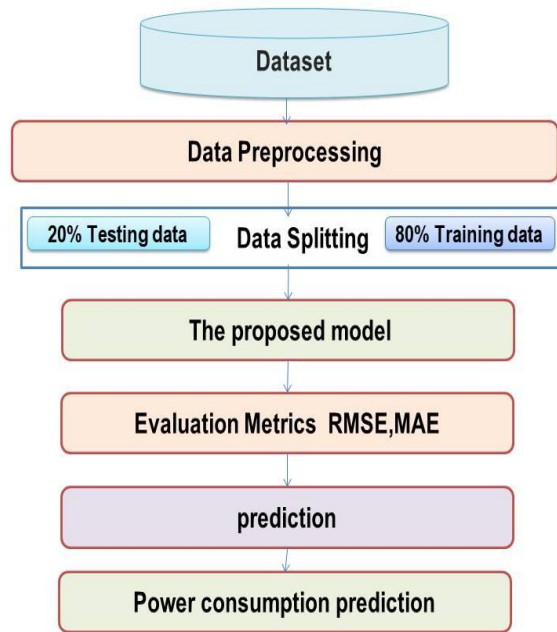 Dataset
Data Preprocessing
20% Testing data Data Splitting 80% Training data
The proposed model
Evaluation Metrics RMSE,MAE
prediction
Power consumption prediction